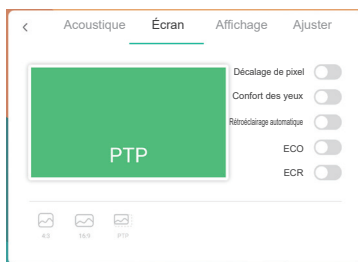 Acoustique Écran Affichage Ajuster
Décalage de pixel
Confort des yeux
Rétroéclairage automatique
PTP
ECO
ECR
4:3 16:9 PTP